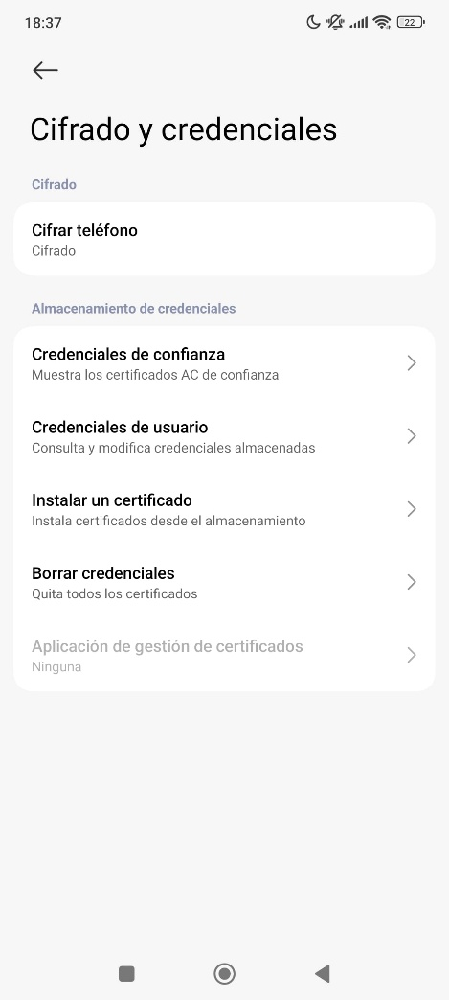 18:37
22
Cifrado y credenciales
Cifrado
Cifrar teléfono
Cifrado
Almacenamiento de credenciales
Credenciales de confianza
Muestra los certificados AC de confianza
Credenciales de usuario
Consulta y modifica credenciales almacenadas
Instalar un certificado
Instala certificados desde el almacenamiento
Borrar credenciales
Quita todos los certificados
Aplicación de gestión de certificados
Ninguna